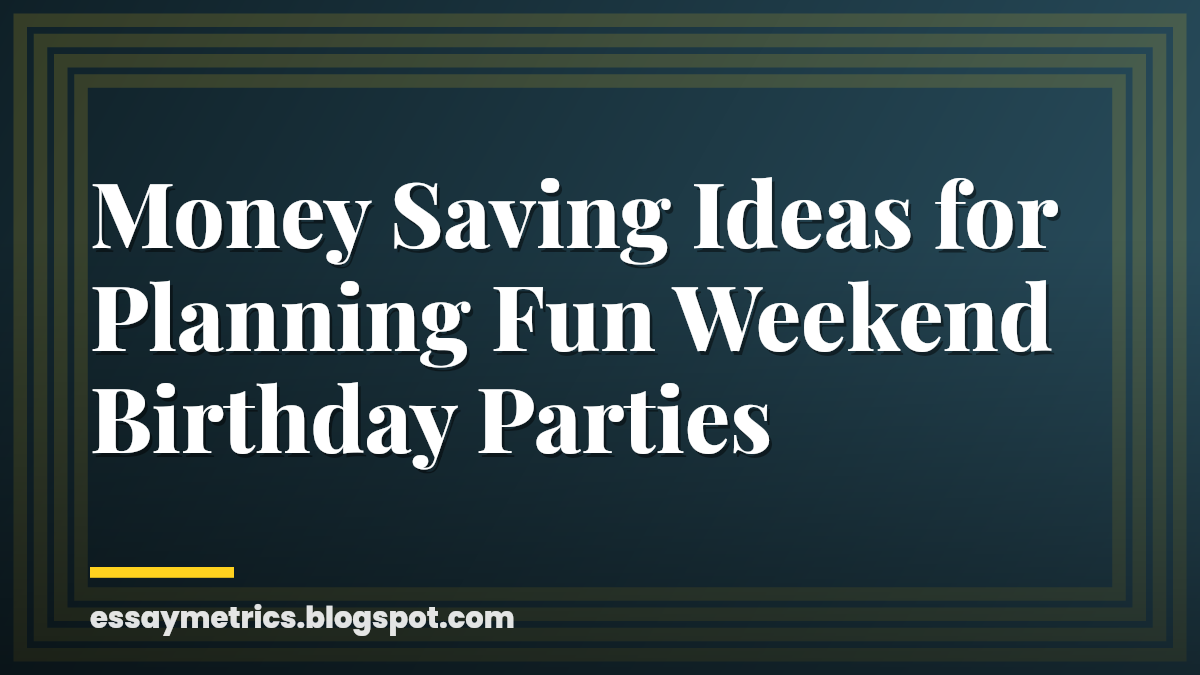 Money Saving Ideas for
Planning Fun Weekend
Birthday Parties
essaymetrics.blogspot.com